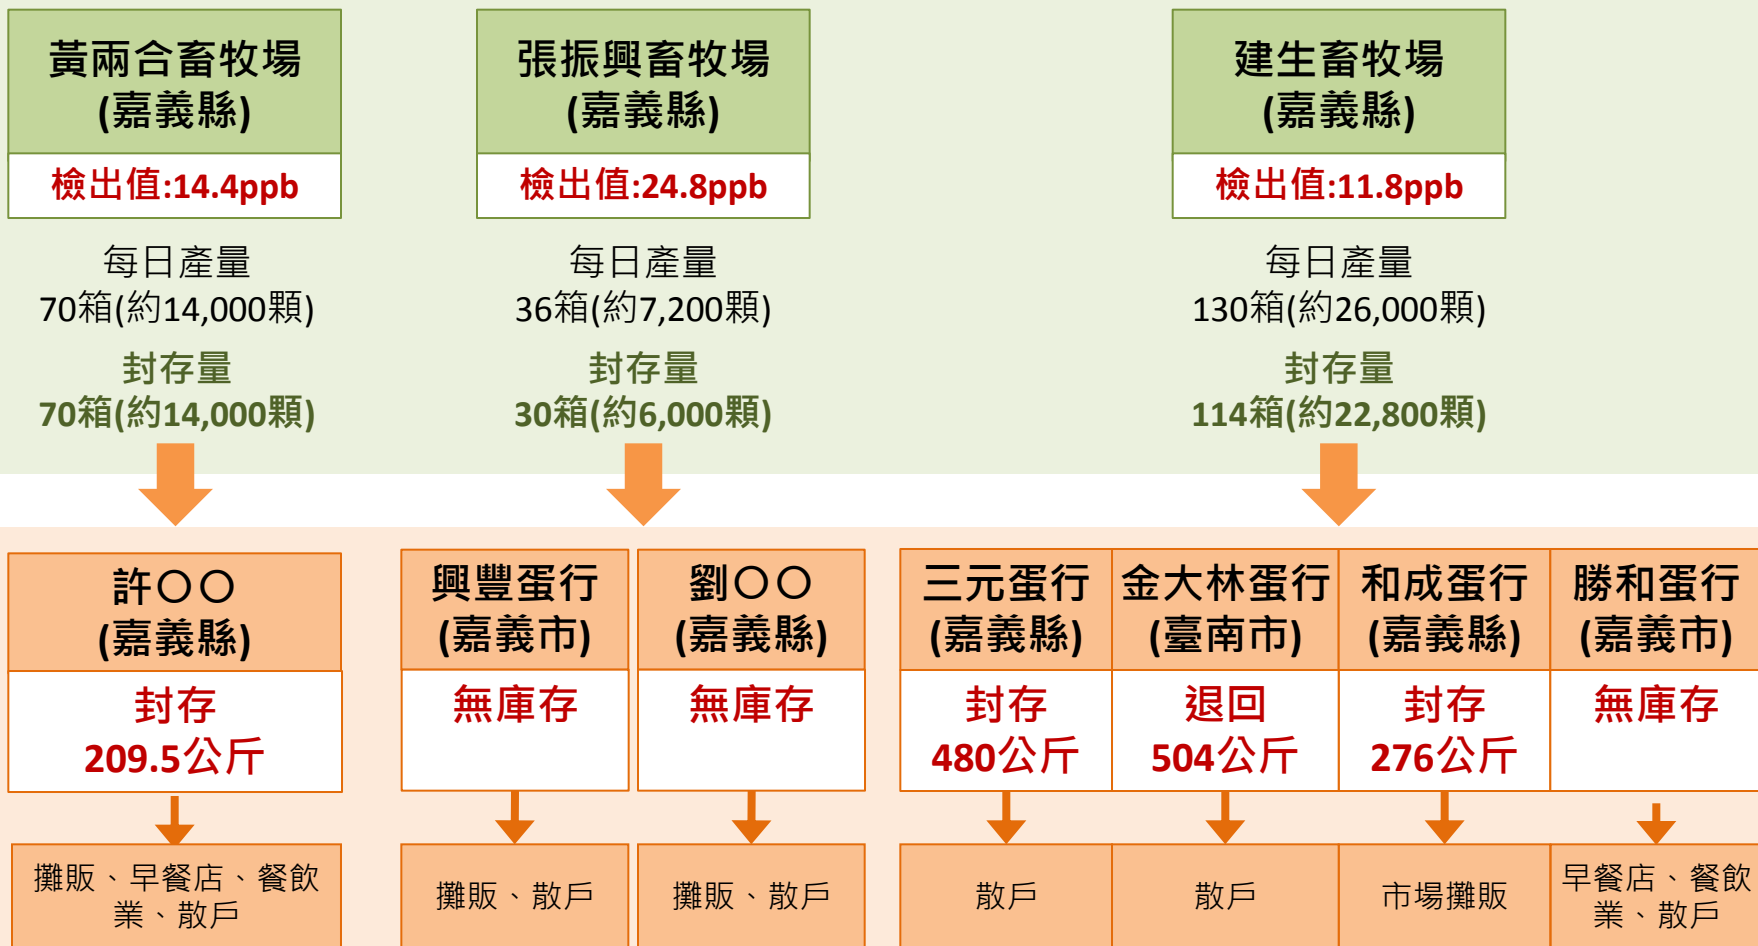 黃兩合畜牧場
(嘉義縣)
檢出值:14.4ppb
每日產量
70箱(約14,000顆)
封存量
70箱(約14,000顆)
張振興畜牧場
(嘉義縣)
檢出值:24.8ppb
每日產量
36箱(約7,200顆)
封存量
30箱(約6,000顆)
建生畜牧場
(嘉義縣)
檢出值:11.8ppb
每日產量
130箱(約26,000顆)
封存量
114箱(約22,800顆)
許〇〇
(嘉義縣)
封存
209.5公斤
攤販、早餐店、餐飲
業、散戶
興豐蛋行
(嘉義市)
無庫存
攤販、散戶
劉〇〇
(嘉義縣)
無庫存
攤販、散戶
三元蛋行
(嘉義縣)
封存
480公斤
散戶
金大林蛋行
(臺南市)
退回
504公斤
散戶
和成蛋行
(嘉義縣)
封存
276公斤
市場攤販
勝和蛋行
(嘉義市)
無庫存
早餐店、餐飲
業、散戶